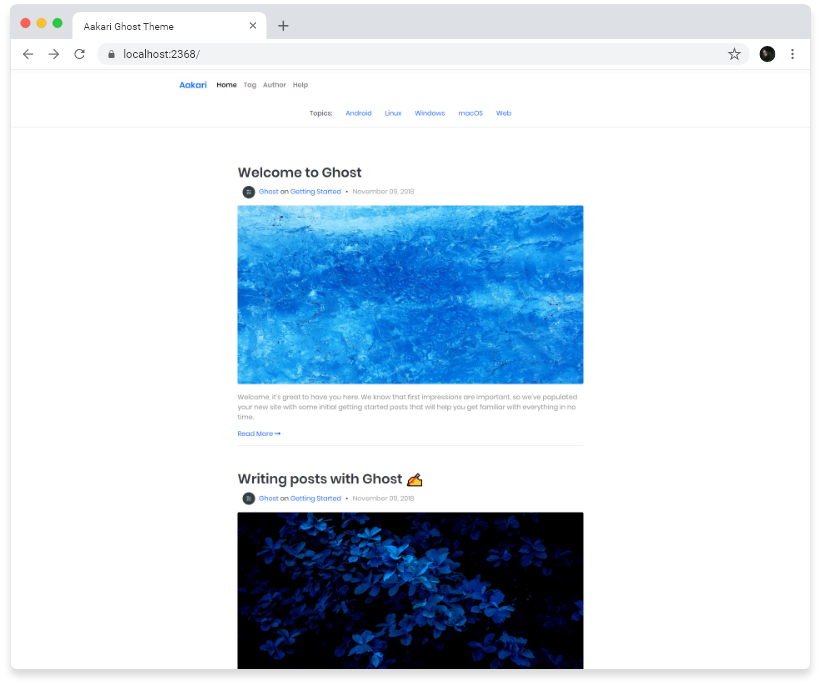 Aakari Ghost Theme
localhost:2368/
Aakari Home Tag Author Help
Topics: Android Linux Windows macOS Web
Welcome to Ghost
Ghost on Getting Started • November 09, 2018
Welcome, it's great to have you here. We know that first impressions are important, so we've populated
your new site with some initial getting started posts that will help you get familiar with everything in no
time.
Read More →
Writing posts with Ghost ✍
Ghost on Getting Started • November 09, 2018